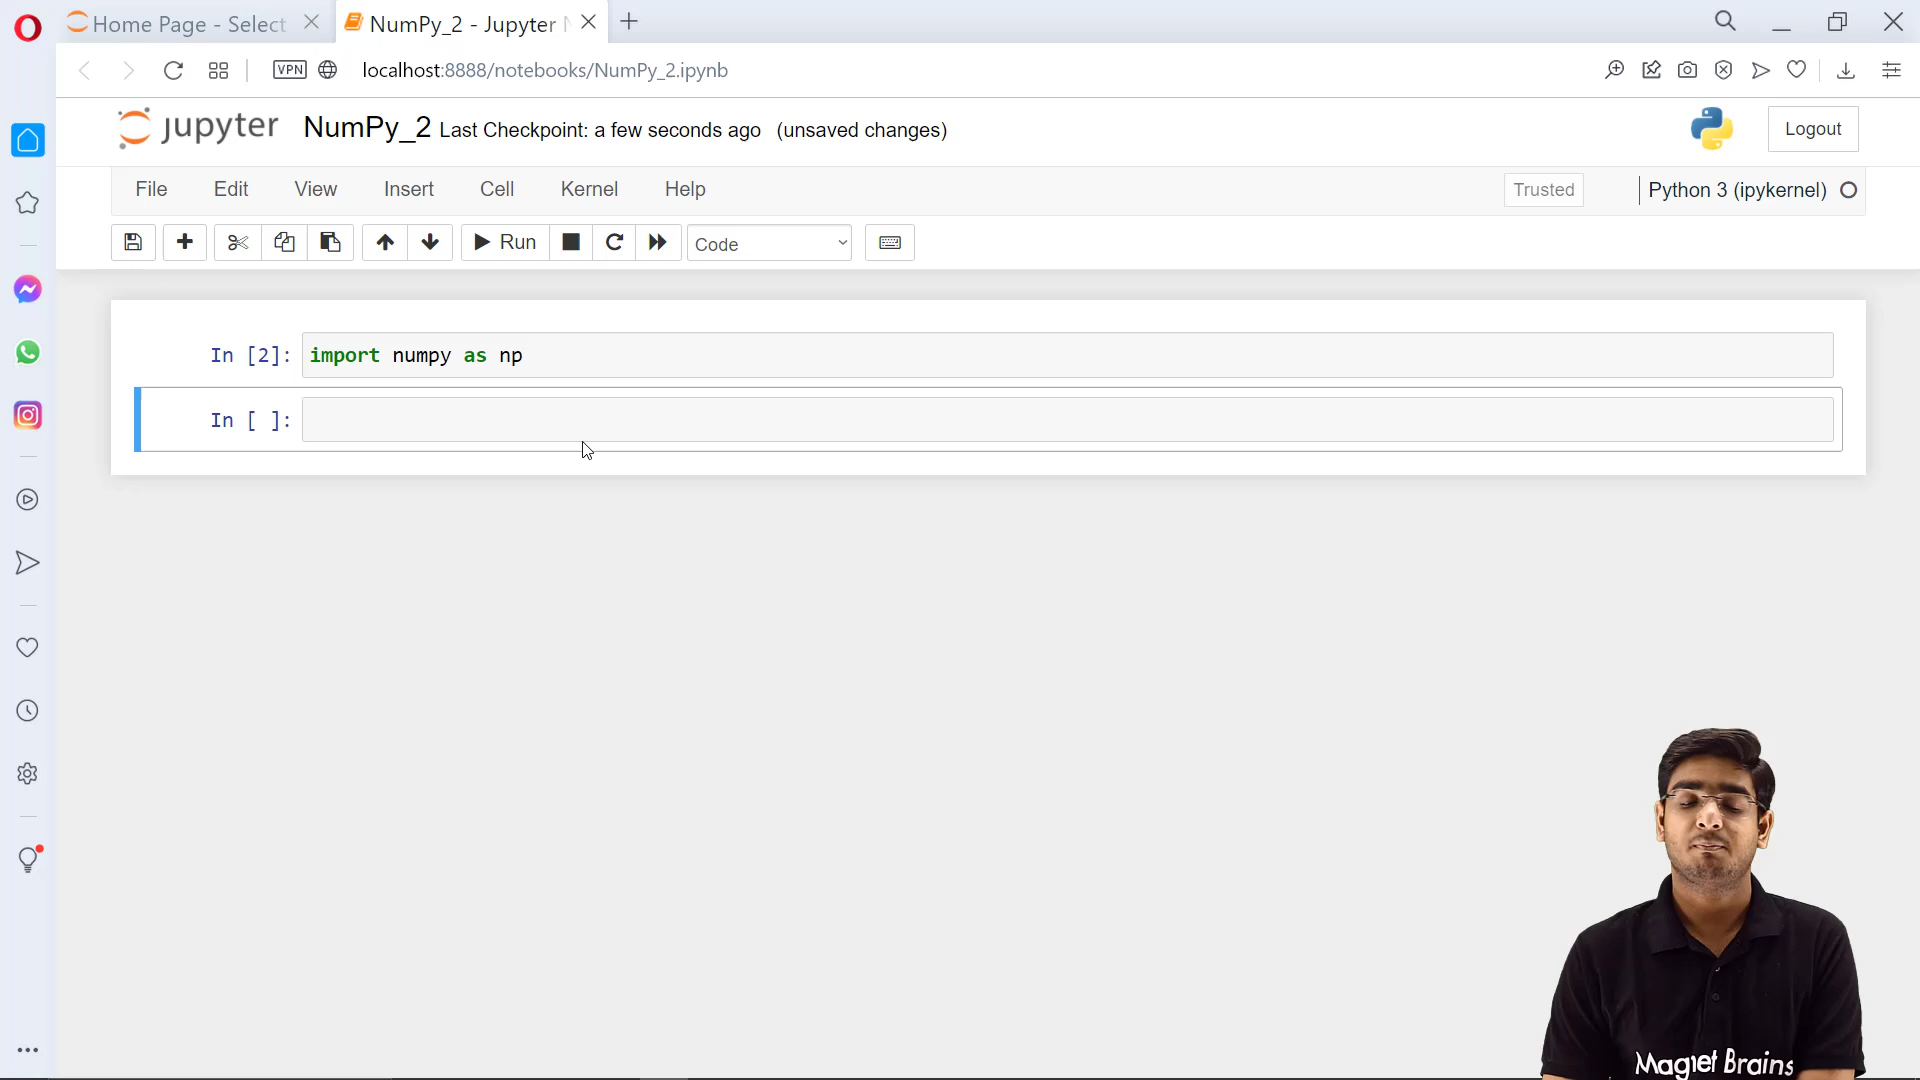 Home Page - Select
NumPy_2 - Jupyter
VPN
localhost:8888/notebooks/NumPy_2.ipynb
jupyter NumPy_2 Last Checkpoint: a few seconds ago (unsaved changes)
Logout
File Edit View Insert Cell Kernel Help
Trusted
Python 3 (ipykernel)
Run
Code
In [2]: import numpy as np
In [ ]:
Magnet Brains